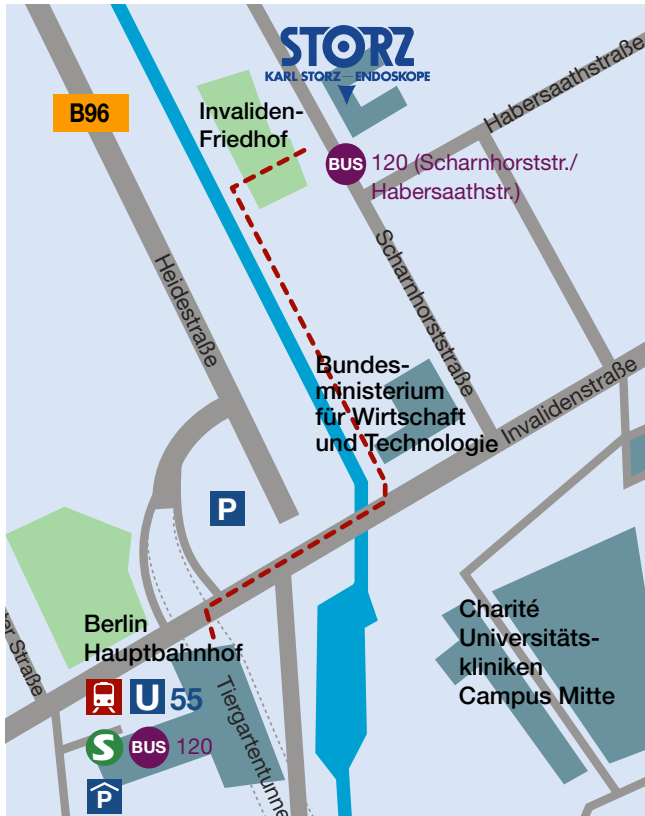 STORZ
KARL STORZ—ENDOSKOPE
B96
Invaliden-
Friedhof
Habersaathstraße
BUS 120 (Scharnhorststr./
Habersaathstr.)
Heidestraße
Scharnhorststraße
Bundes-
ministerium
für Wirtschaft
und Technologie
Invalidenstraße
P
Berlin
Hauptbahnhof
Straße
U 55
S BUS 120
P
Tiergartentunnel
Charité
Universitäts-
kliniken
Campus Mitte